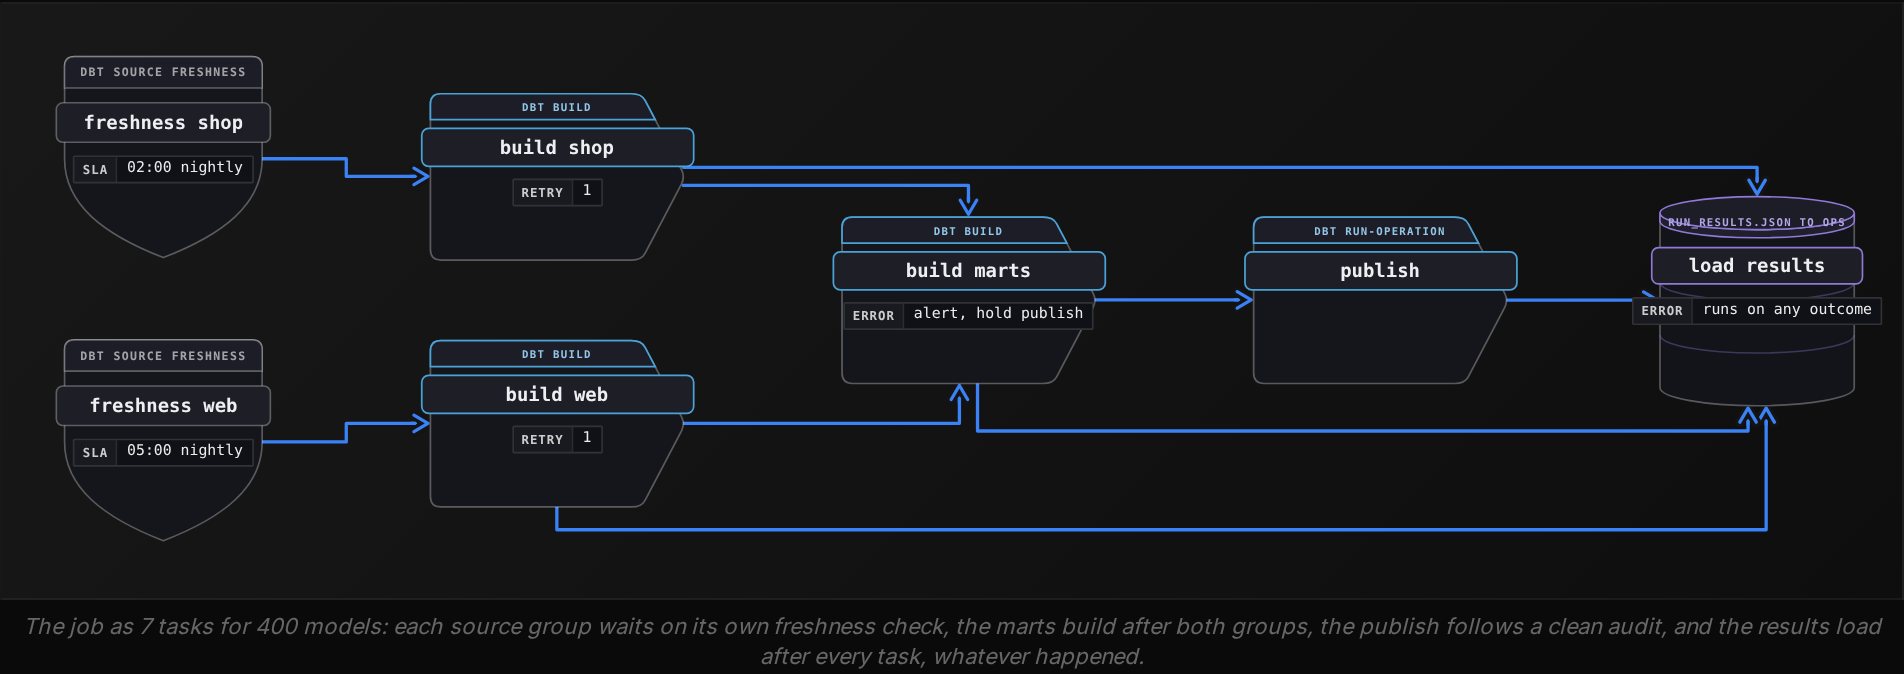 DBT SOURCE FRESHNESS
freshness shop
SLA 02:00 nightly
DBT BUILD
build shop
RETRY 1
DBT BUILD
build marts
ERROR alert, hold publish
DBT RUN-OPERATION
publish
RUN_RESULTS.JSON TO OPS
load results
ERROR runs on any outcome
DBT SOURCE FRESHNESS
freshness web
SLA 05:00 nightly
DBT BUILD
build web
RETRY 1
The job as 7 tasks for 400 models: each source group waits on its own freshness check, the marts build after both groups, the publish follows a clean audit, and the results load
after every task, whatever happened.